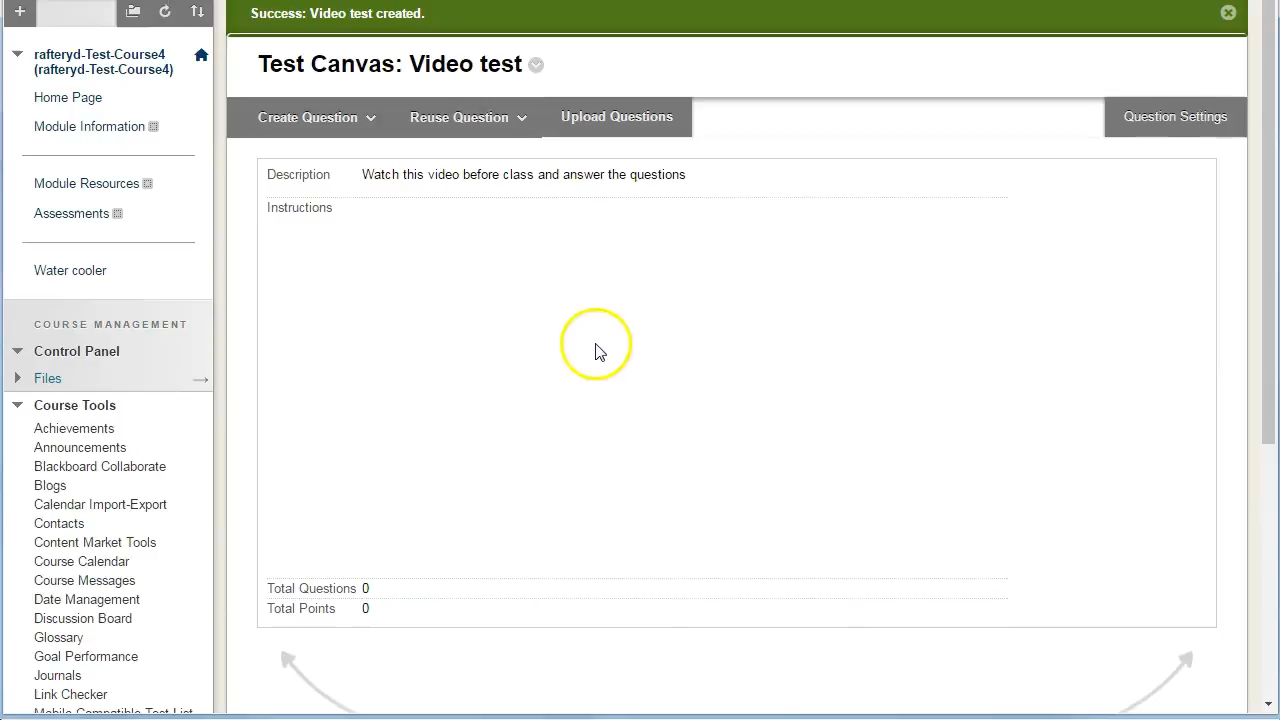 Success: Video test created.
rafteryd-Test-Course4
(rafteryd-Test-Course4)
Home Page
Module Information
Module Resources
Assessments
Water cooler
COURSE MANAGEMENT
Control Panel
Files
Course Tools
Achievements
Announcements
Blackboard Collaborate
Blogs
Calendar Import-Export
Contacts
Content Market Tools
Course Calendar
Course Messages
Date Management
Discussion Board
Glossary
Goal Performance
Journals
Link Checker
Mobile Compatible Test List
Test Canvas: Video test
Create Question
Reuse Question
Upload Questions
Question Settings
Description Watch this video before class and answer the questions
Instructions
Total Questions 0
Total Points 0